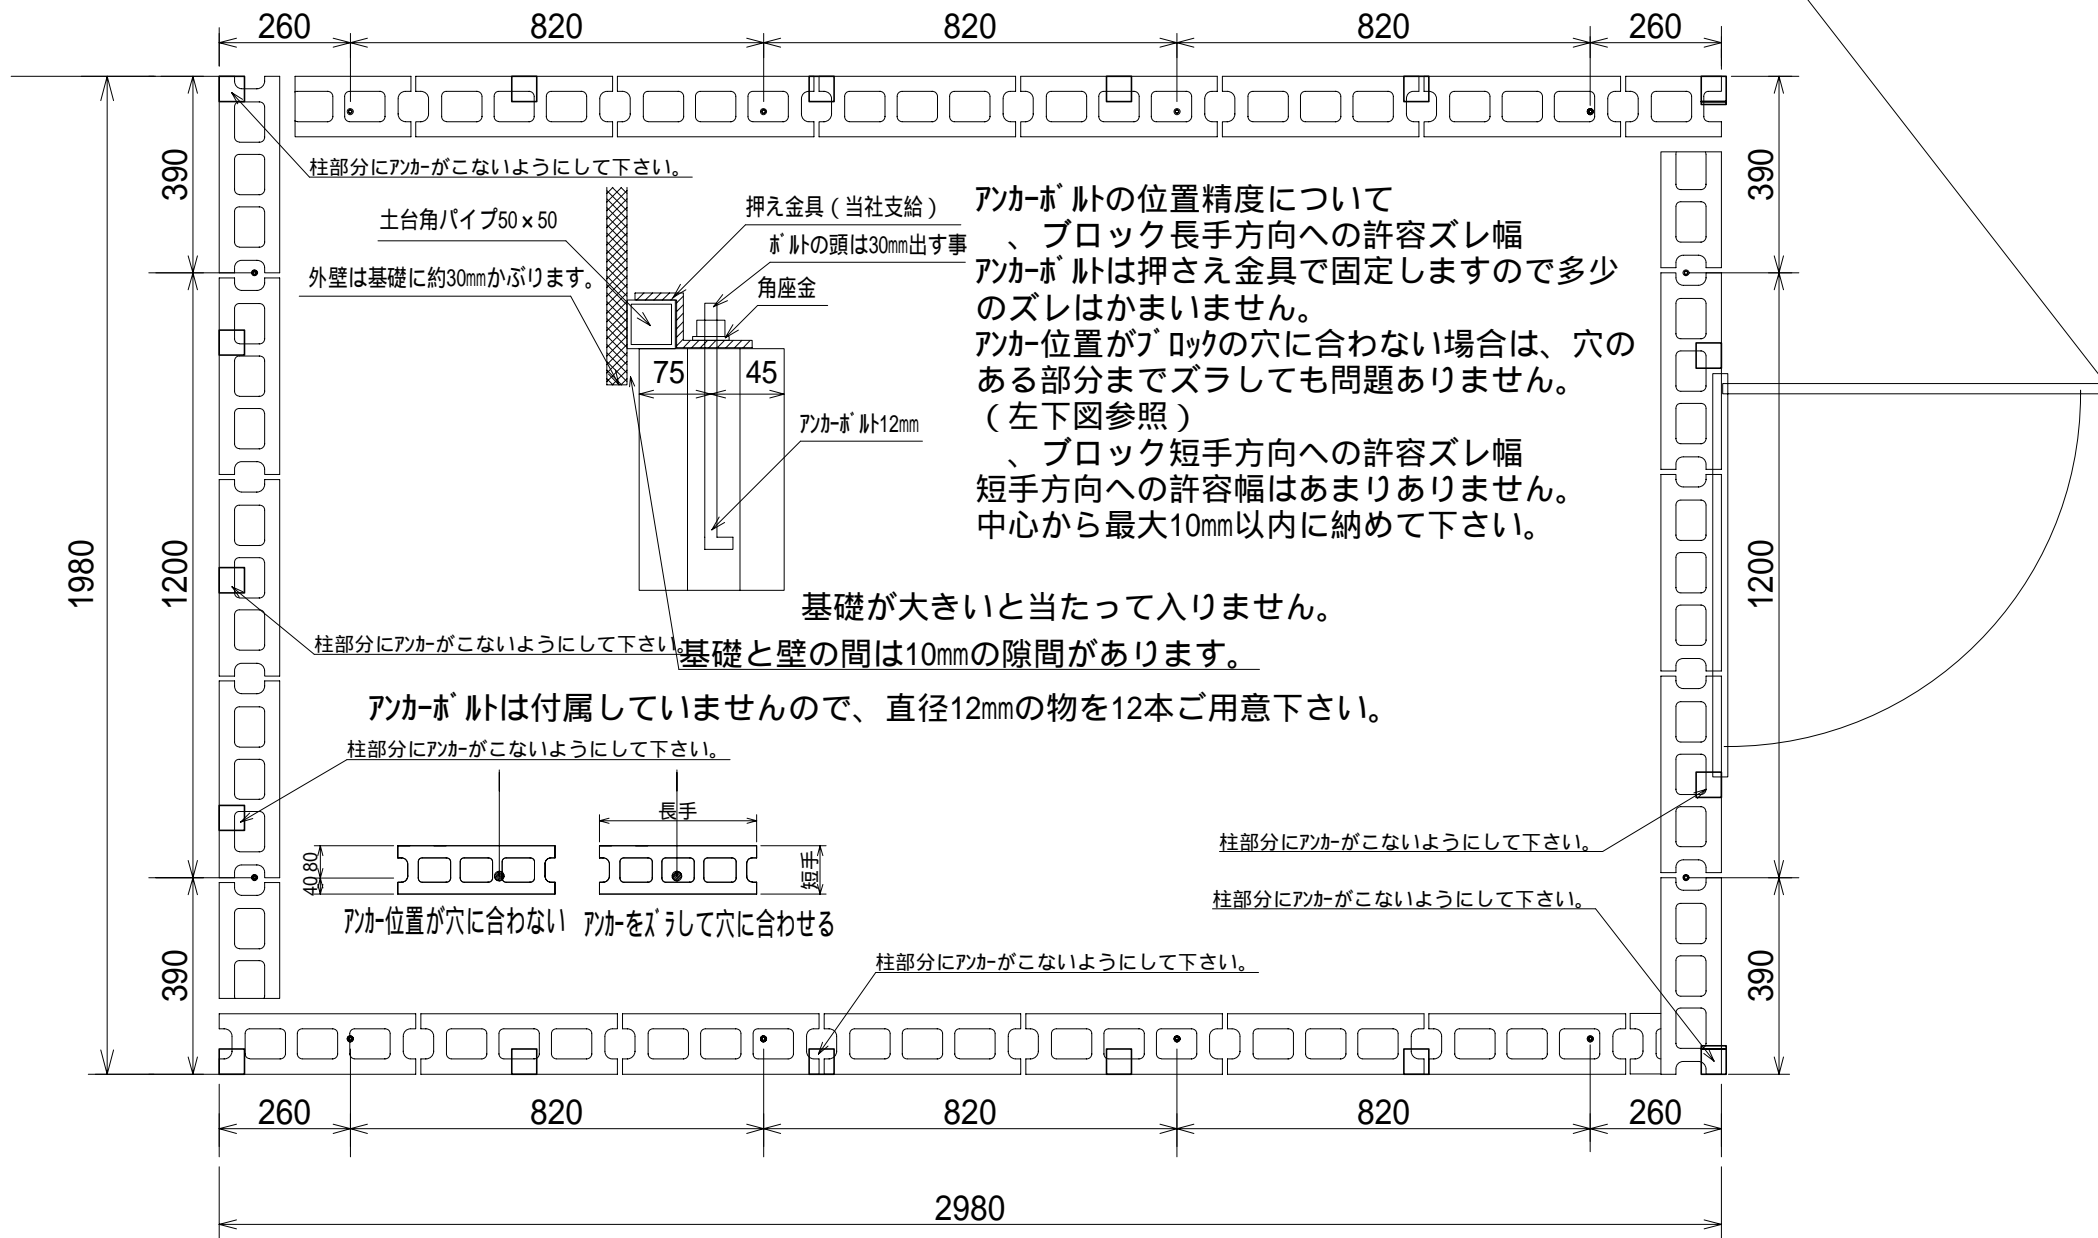 260 820 820 820 260
390
1200
390
1980
390
1200
390
柱部分にｱﾝｶｰがこないようにして下さい。
土台角パイプ50×50
外壁は基礎に約30mmかぶります。
押え金具（当社支給）
ﾎﾞﾙﾄの頭は30mm出す事
角座金
75 45
ｱﾝｶｰﾎﾞﾙﾄ12mm
ｱﾝｶｰﾎﾞﾙﾄの位置精度について
、ブロック長手方向への許容ズレ幅
ｱﾝｶｰﾎﾞﾙﾄは押さえ金具で固定しますので多少
のズレはかまいません。
ｱﾝｶｰ位置がﾌﾞﾛｯｸの穴に合わない場合は、穴の
ある部分までズラしても問題ありません。
（左下図参照）
、ブロック短手方向への許容ズレ幅
短手方向への許容幅はあまりありません。
中心から最大10mm以内に納めて下さい。
基礎が大きいと当たって入りません。
柱部分にｱﾝｶｰがこないようにして下さい。
基礎と壁の間は10mmの隙間があります。
ｱﾝｶｰﾎﾞﾙﾄは付属していませんので、直径12mmの物を12本ご用意下さい。
柱部分にｱﾝｶｰがこないようにして下さい。
長手
短手
80
40
ｱﾝｶｰ位置が穴に合わない
ｱﾝｶｰをｽﾞﾗして穴に合わせる
柱部分にｱﾝｶｰがこないようにして下さい。
柱部分にｱﾝｶｰがこないようにして下さい。
柱部分にｱﾝｶｰがこないようにして下さい。
260 820 820 820 260
2980